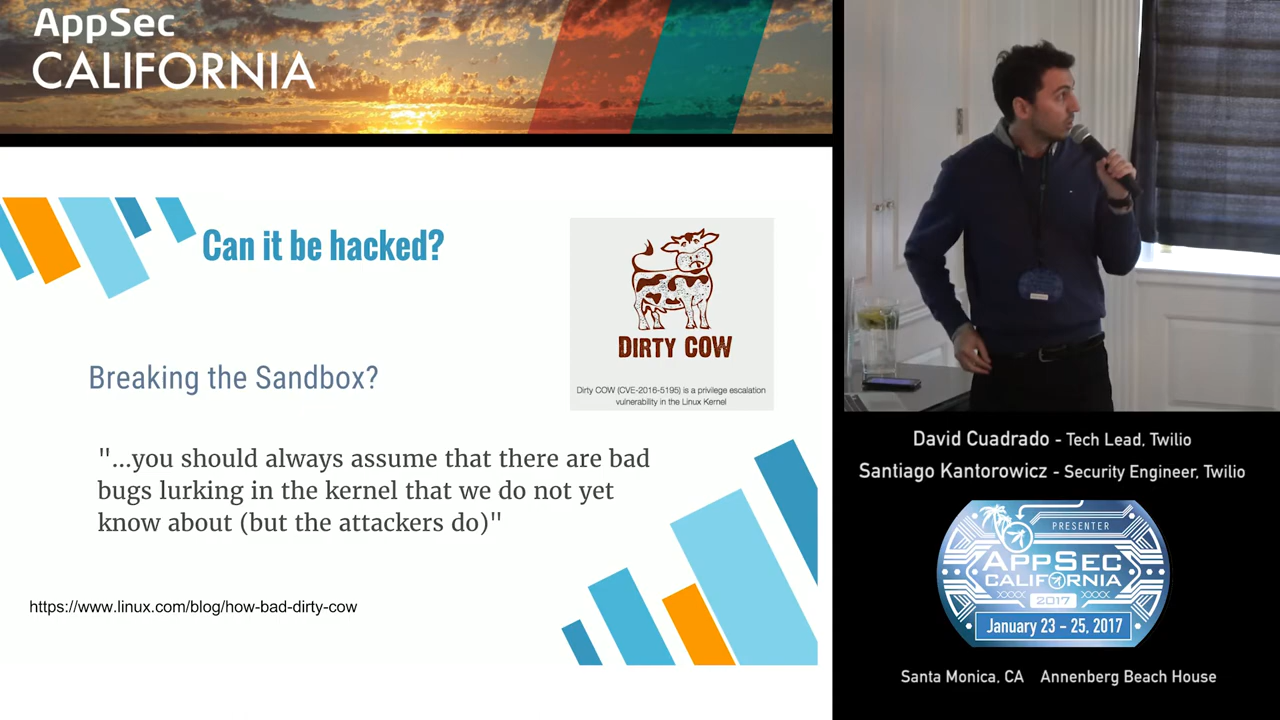 AppSec
CALIFORNIA
Can it be hacked?
DIRTY COW
Dirty COW (CVE-2016-5195) is a privilege escalation
vulnerability in the Linux Kernel
Breaking the Sandbox?
"...you should always assume that there are bad
bugs lurking in the kernel that we do not yet
know about (but the attackers do)"
https://www.linux.com/blog/how-bad-dirty-cow
David Cuadrado - Tech Lead, Twilio
Santiago Kantorowicz - Security Engineer, Twilio
PRESENTER
APPSEC
CALIFORNIA
2017
January 23 – 25, 2017
Santa Monica, CA Annenberg Beach House